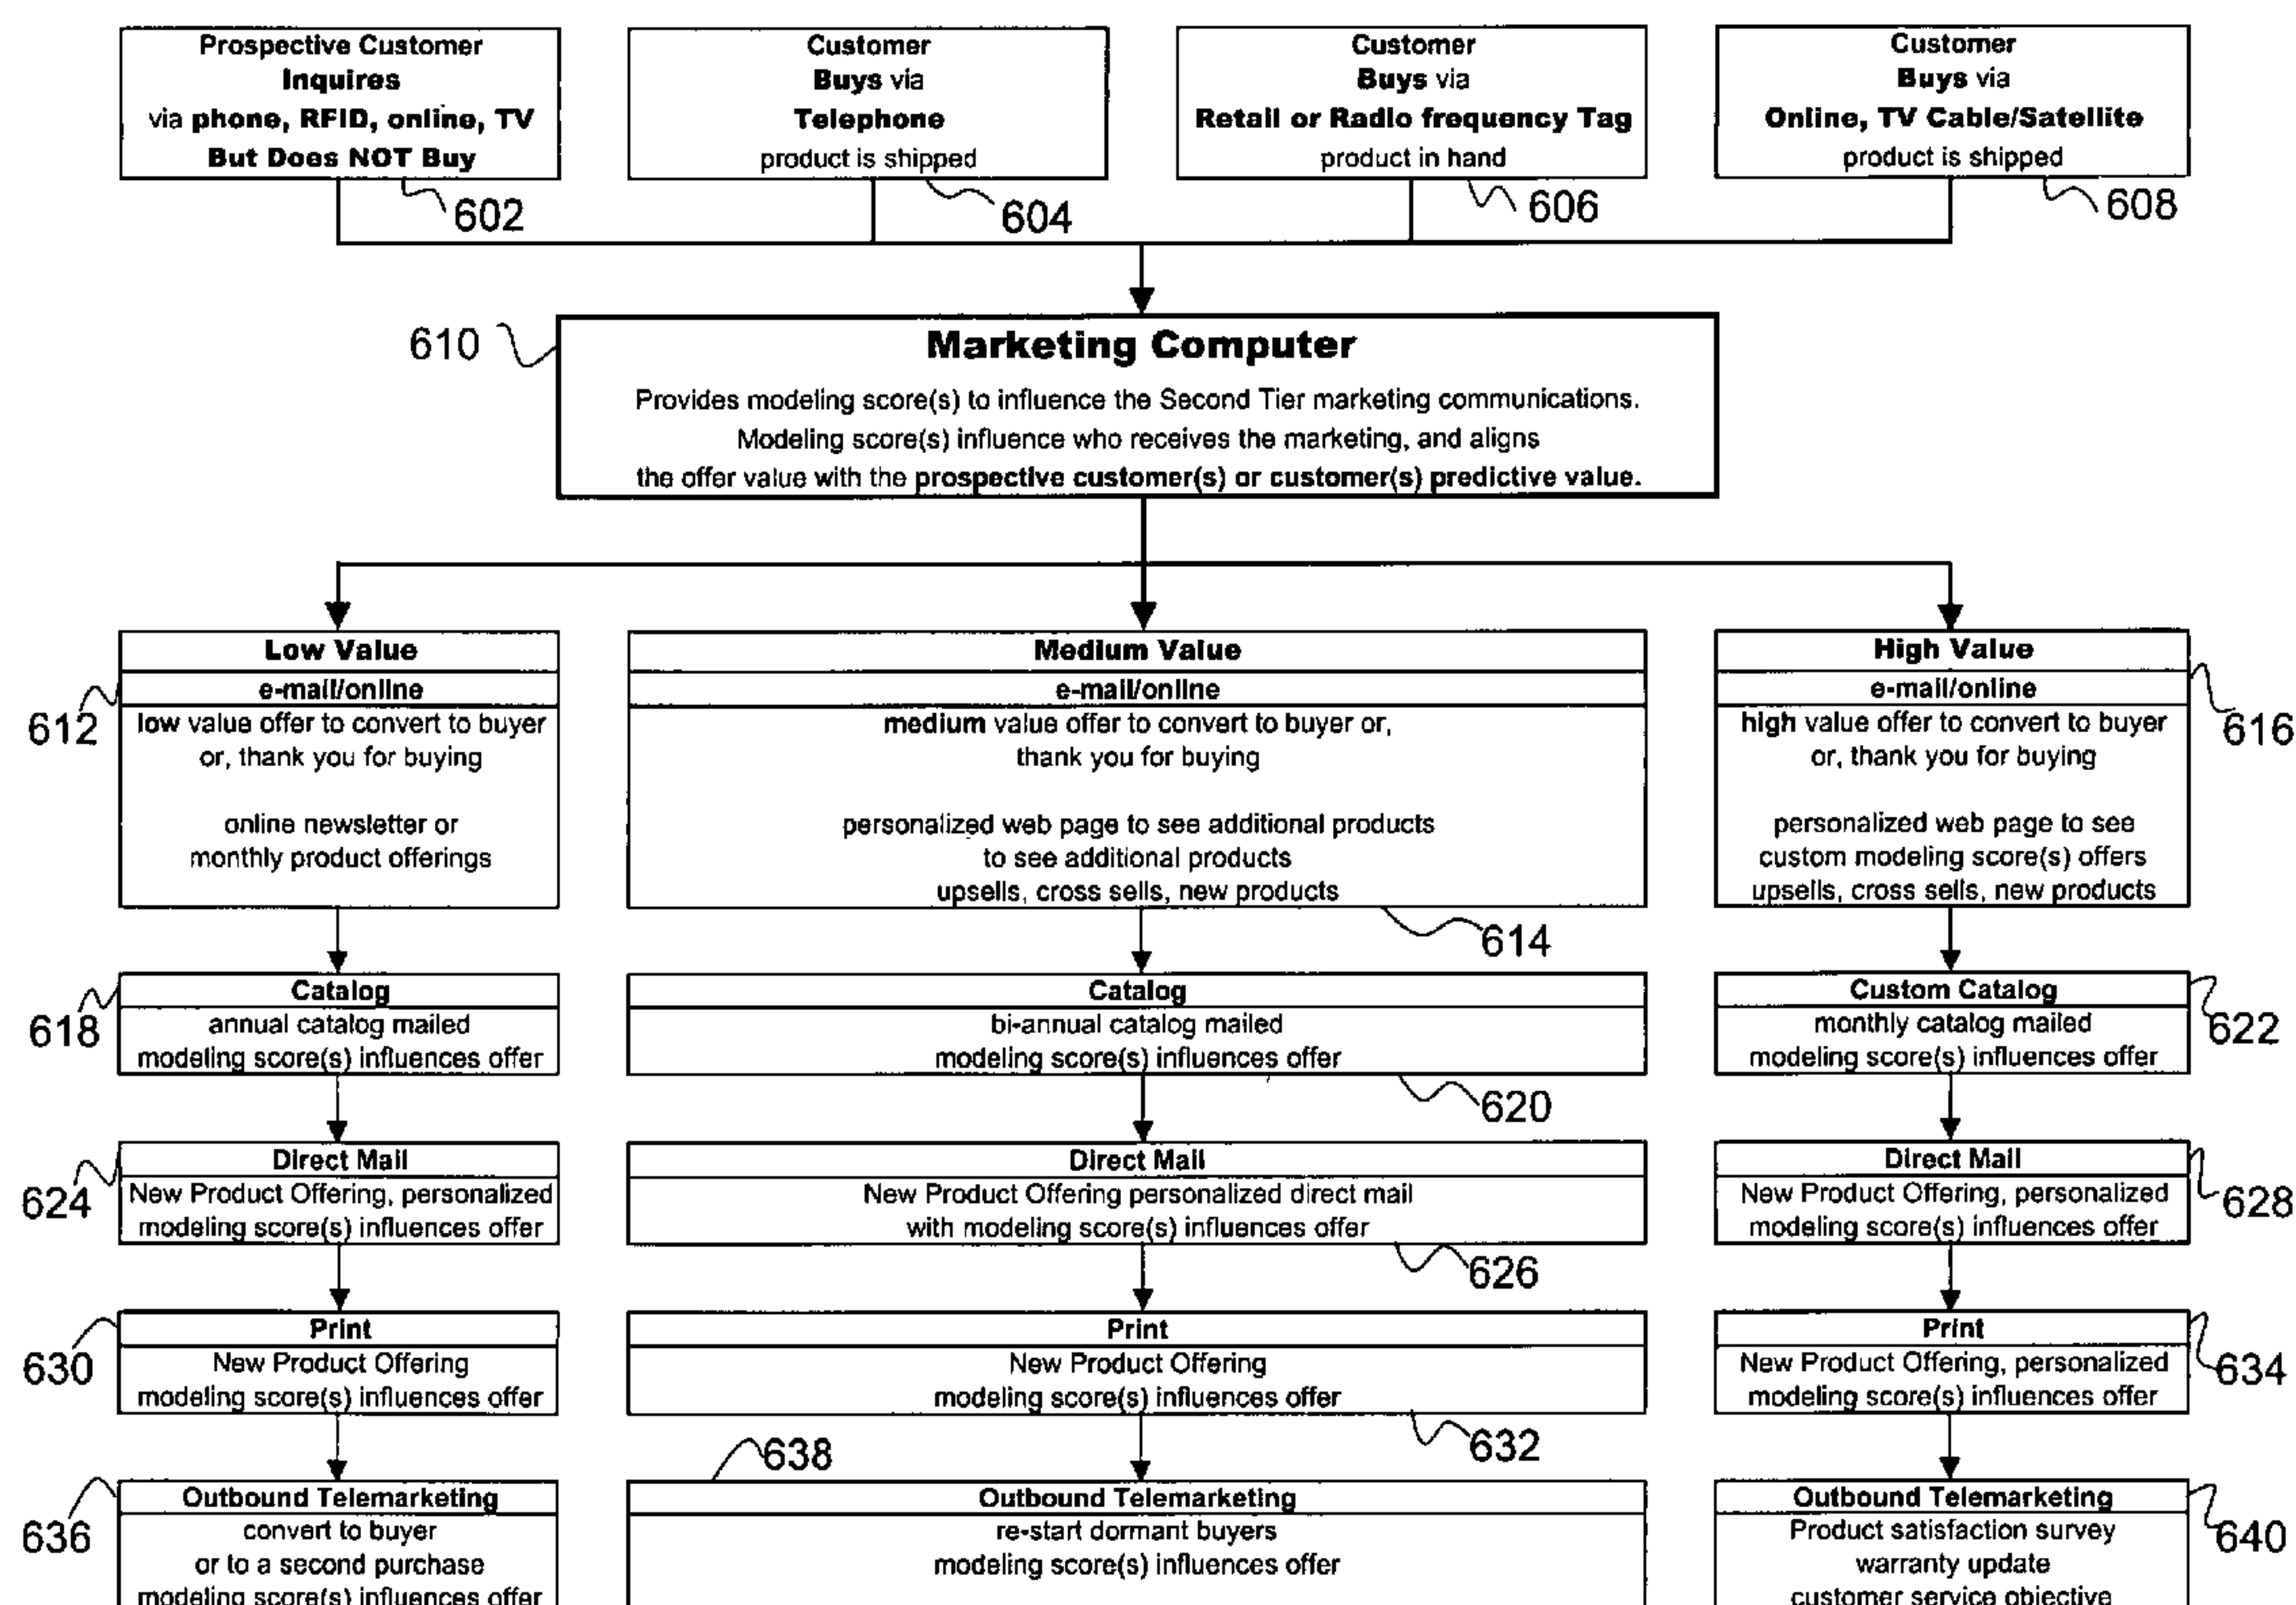 Prospective Customer
Inquires
via phone, RFID, online, TV
But Does NOT Buy
602
Customer
Buys via
Telephone
product is shipped
604
Customer
Buys via
Retail or Radio frequency Tag
product in hand
606
Customer
Buys via
Online, TV Cable/Satellite
product is shipped
608
610
Marketing Computer
Provides modeling score(s) to influence the Second Tier marketing communications.
Modeling score(s) influence who receives the marketing, and aligns
the offer value with the prospective customer(s) or customer(s) predictive value.
Low Value
e-mail/online
low value offer to convert to buyer
or, thank you for buying
online newsletter or
monthly product offerings
612
Medium Value
e-mail/online
medium value offer to convert to buyer or,
thank you for buying
personalized web page to see additional products
to see additional products
upsells, cross sells, new products
614
High Value
e-mail/online
high value offer to convert to buyer
or, thank you for buying
personalized web page to see
custom modeling score(s) offers
upsells, cross sells, new products
616
Catalog
annual catalog mailed
modeling score(s) influences offer
618
Catalog
bi-annual catalog mailed
modeling score(s) influences offer
620
Custom Catalog
monthly catalog mailed
modeling score(s) influences offer
622
Direct Mail
New Product Offering, personalized
modeling score(s) influences offer
624
Direct Mail
New Product Offering personalized direct mail
with modeling score(s) influences offer
626
Direct Mail
New Product Offering, personalized
modeling score(s) influences offer
628
Print
New Product Offering
modeling score(s) influences offer
630
Print
New Product Offering
modeling score(s) influences offer
632
Print
New Product Offering, personalized
modeling score(s) influences offer
634
Outbound Telemarketing
convert to buyer
or to a second purchase
modeling score(s) influences offer
636
638
Outbound Telemarketing
re-start dormant buyers
modeling score(s) influences offer
Outbound Telemarketing
Product satisfaction survey
warranty update
customer service objective
640